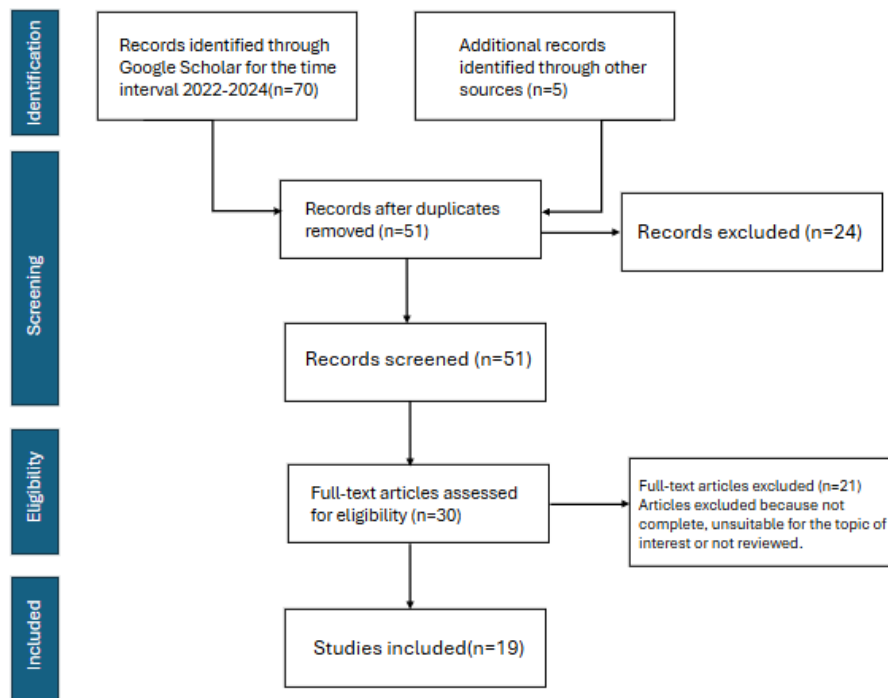 Identification
Records identified through
Google Scholar for the time
interval 2022-2024(n=70)
Additional records
identified through other
sources (n=5)
Screening
Records after duplicates
removed (n=51)
Records excluded (n=24)
Records screened (n=51)
Eligibility
Full-text articles assessed
for eligibility (n=30)
Full-text articles excluded (n=21)
Articles excluded because not
complete, unsuitable for the topic of
interest or not reviewed.
Included
Studies included(n=19)